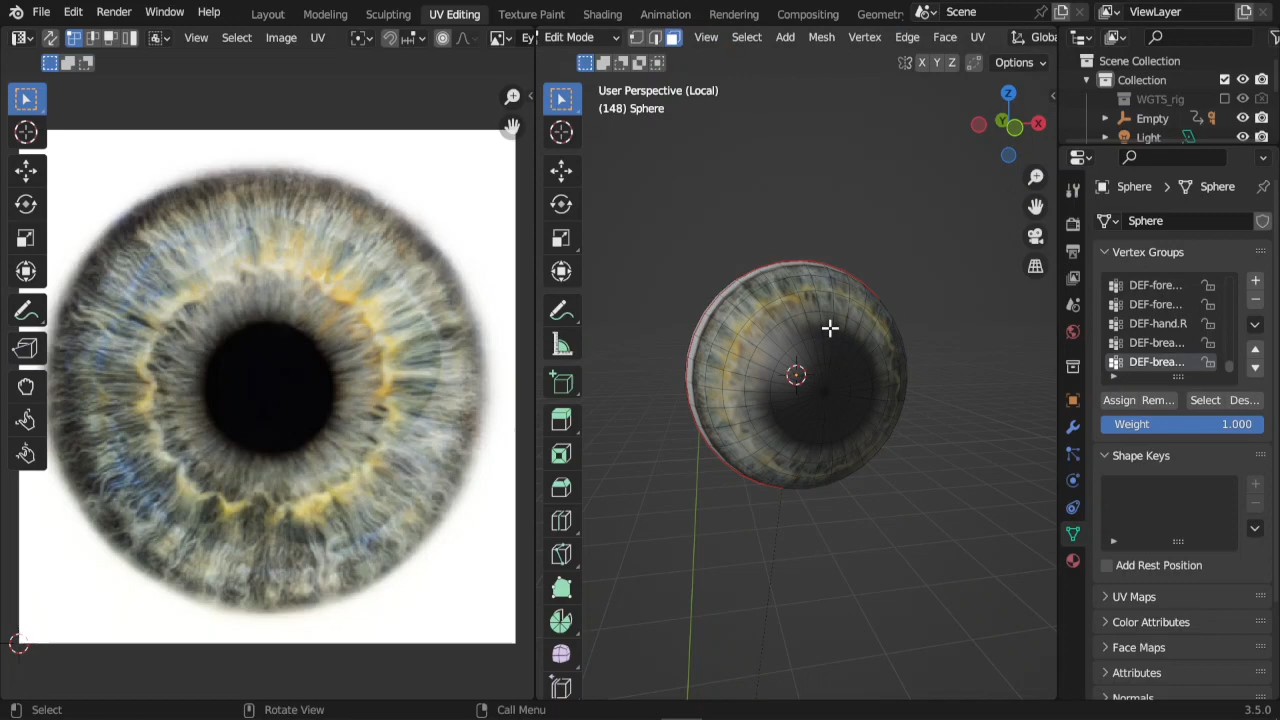 File Edit Render Window Help Layout Modeling Sculpting UV Editing Texture Paint Shading Animation Rendering Compositing Geometr Scene ViewLayer
View Select Image UV Ey Edit Mode View Select Add Mesh Vertex Edge Face UV Globa
X Y Z Options
Scene Collection
Collection
WGTS_rig
Empty
Light
User Perspective (Local)
(148) Sphere
Z
X
Y
Sphere Sphere
Sphere
Vertex Groups
DEF-fore...
DEF-fore...
DEF-hand.R
DEF-brea...
DEF-brea...
Assign Rem... Select Des...
Weight 1.000
Shape Keys
Add Rest Position
UV Maps
Color Attributes
Face Maps
Attributes
Normals
Select Rotate View Call Menu 3.5.0